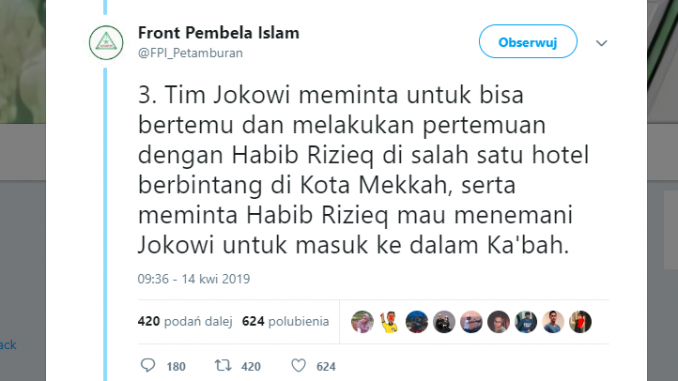 Front Pembela Islam
@FPI_Petamburan
Obserwuj
3. Tim Jokowi meminta untuk bisa
bertemu dan melakukan pertemuan
dengan Habib Rizieq di salah satu hotel
berbintang di Kota Mekkah, serta
meminta Habib Rizieq mau menemani
Jokowi untuk masuk ke dalam Ka'bah.
09:36 - 14 kwi 2019
420 podań dalej 624 polubienia
180 420 624
ack